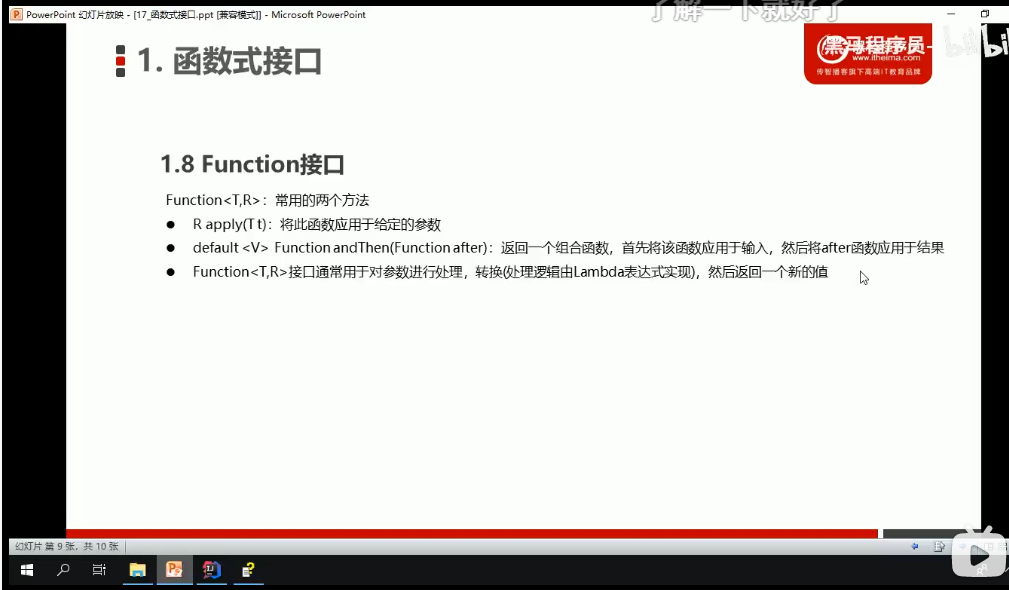 PowerPoint 幻灯片放映 - [17_函数式接口.ppt [兼容模式]] - Microsoft PowerPoint
了解一下就好了
1. 函数式接口
黑马程序员
www.itheima.com
传智播客旗下高端IT教育品牌
1.8 Function接口
Function<T,R>：常用的两个方法
● R apply(T t)：将此函数应用于给定的参数
● default <V> Function andThen(Function after)：返回一个组合函数，首先将该函数应用于输入，然后将after函数应用于结果
● Function<T,R>接口通常用于对参数进行处理，转换(处理逻辑由Lambda表达式实现)，然后返回一个新的值
幻灯片 第 9 张，共 10 张